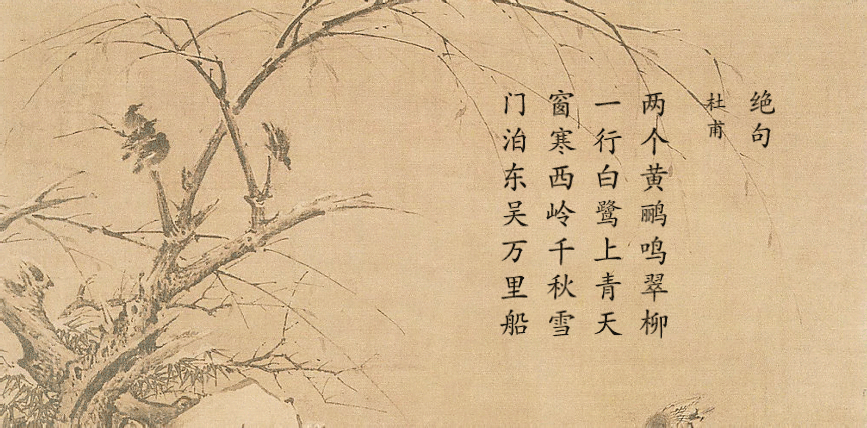 绝句
杜甫
两个黄鹂鸣翠柳
一行白鹭上青天
窗寒西岭千秋雪
门泊东吴万里船